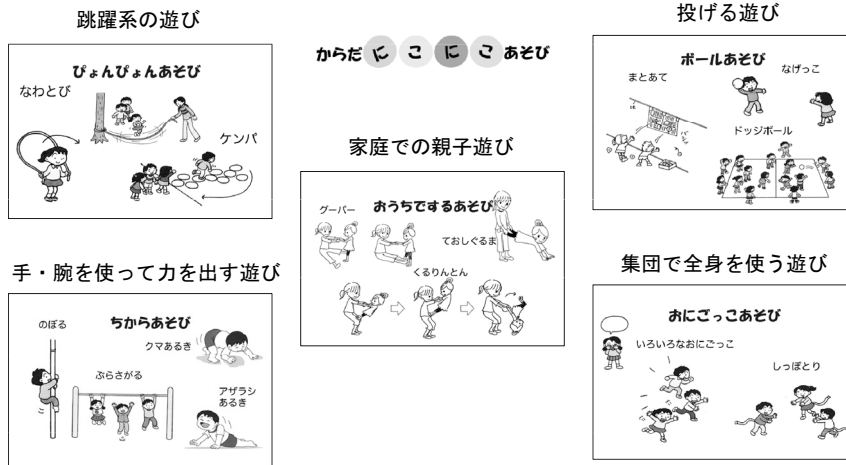 跳躍系の遊び
ぴょんぴょんあそび
なわとび
ケンパ
からだにこにこあそび
投げる遊び
ボールあそび
まとあて
なげっこ
ドッジボール
家庭での親子遊び
おうちでするあそび
グーパー
ておしぐるま
くるりんとん
手・腕を使って力を出す遊び
ちからあそび
のぼる
クマあるき
ぶらさがる
アザラシ
あるき
集団で全身を使う遊び
おにごっこあそび
いろいろなおにごっこ
しっぽとり